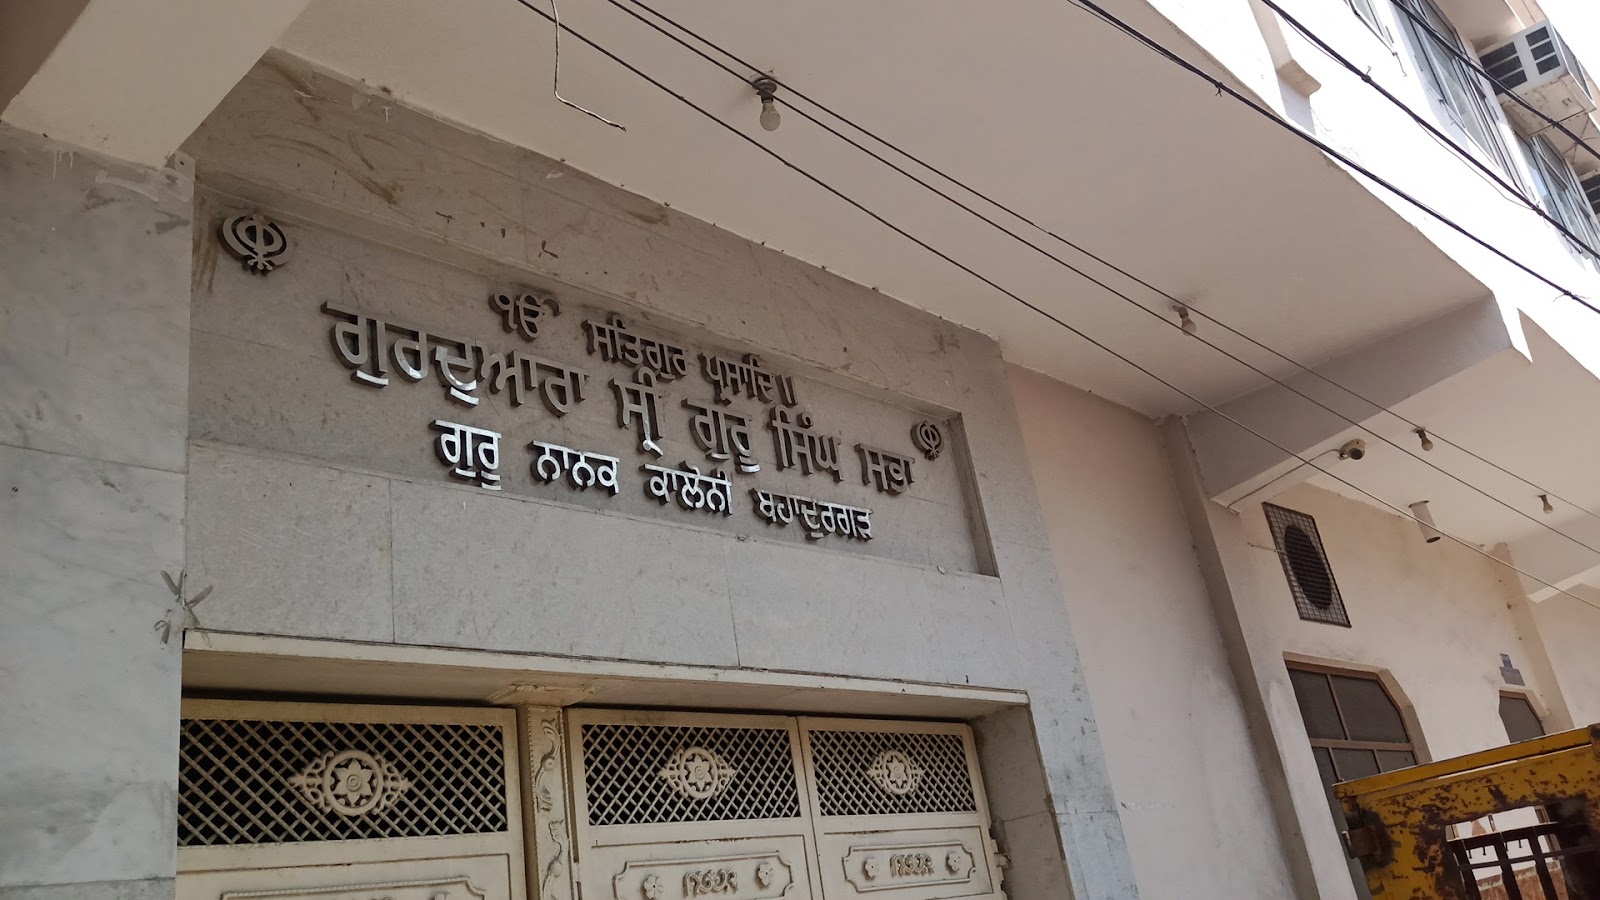 ੴ ਸਤਿਗੁਰ ਪ੍ਰਸਾਦਿ॥
ਗੁਰਦੁਆਰਾ ਸ੍ਰੀ ਗੁਰੂ ਸਿੰਘ ਸਭਾ
ਗੁਰੂ ਨਾਨਕ ਕਾਲੋਨੀ ਬਹਾਦੁਰਗੜ